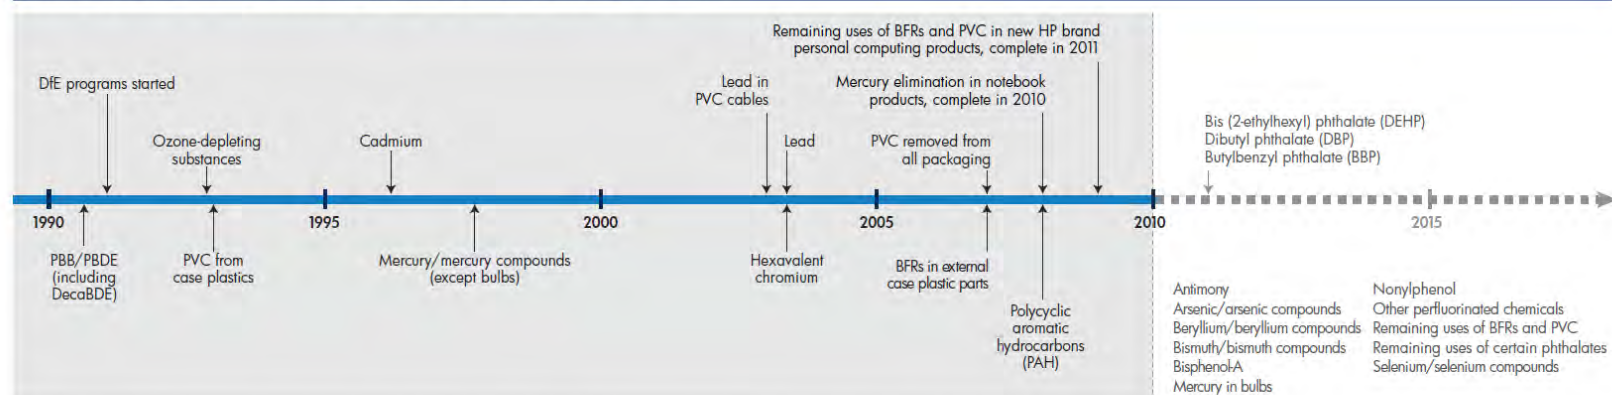 Remaining uses of BFRs and PVC in new HP brand
personal computing products, complete in 2011
DfE programs started
Lead in
PVC cables
Mercury elimination in notebook
products, complete in 2010
Ozone-depleting
substances
Cadmium
Lead
PVC removed from
all packaging
Bis (2-ethylhexyl) phthalate (DEHP)
Dibutyl phthalate (DBP)
Butylbenzyl phthalate (BBP)
1990
1995
2000
2005
2010
2015
PBB/PBDE
(including
DecaBDE)
PVC from
case plastics
Mercury/mercury compounds
(except bulbs)
Hexavalent
chromium
BFRs in external
case plastic parts
Polycyclic
aromatic
hydrocarbons
(PAH)
Antimony
Arsenic/arsenic compounds
Beryllium/beryllium compounds
Bismuth/bismuth compounds
Bisphenol-A
Mercury in bulbs
Nonylphenol
Other perfluorinated chemicals
Remaining uses of BFRs and PVC
Remaining uses of certain phthalates
Selenium/selenium compounds